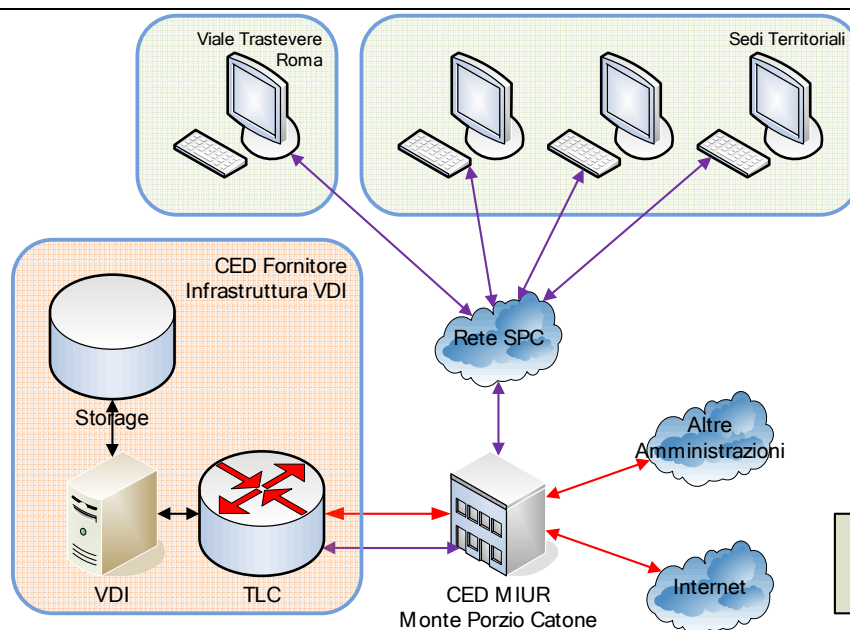 Viale Trastevere
Roma
Sedi Territoriali
CED Fornitore
Infrastruttura VDI
Rete SPC
Storage
Altre
Amministrazioni
VDI
TLC
CED MIUR
Monte Porzio Catone
Internet